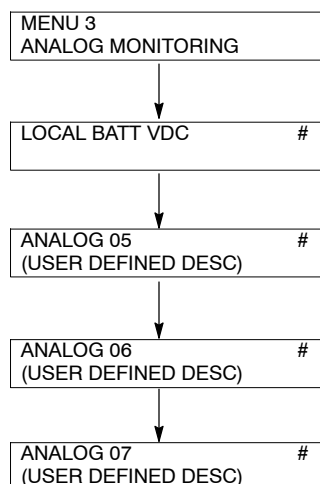 MENU 3
ANALOG MONITORING
LOCAL BATT VDC #
ANALOG 05 #
(USER DEFINED DESC)
ANALOG 06 #
(USER DEFINED DESC)
ANALOG 07 #
(USER DEFINED DESC)